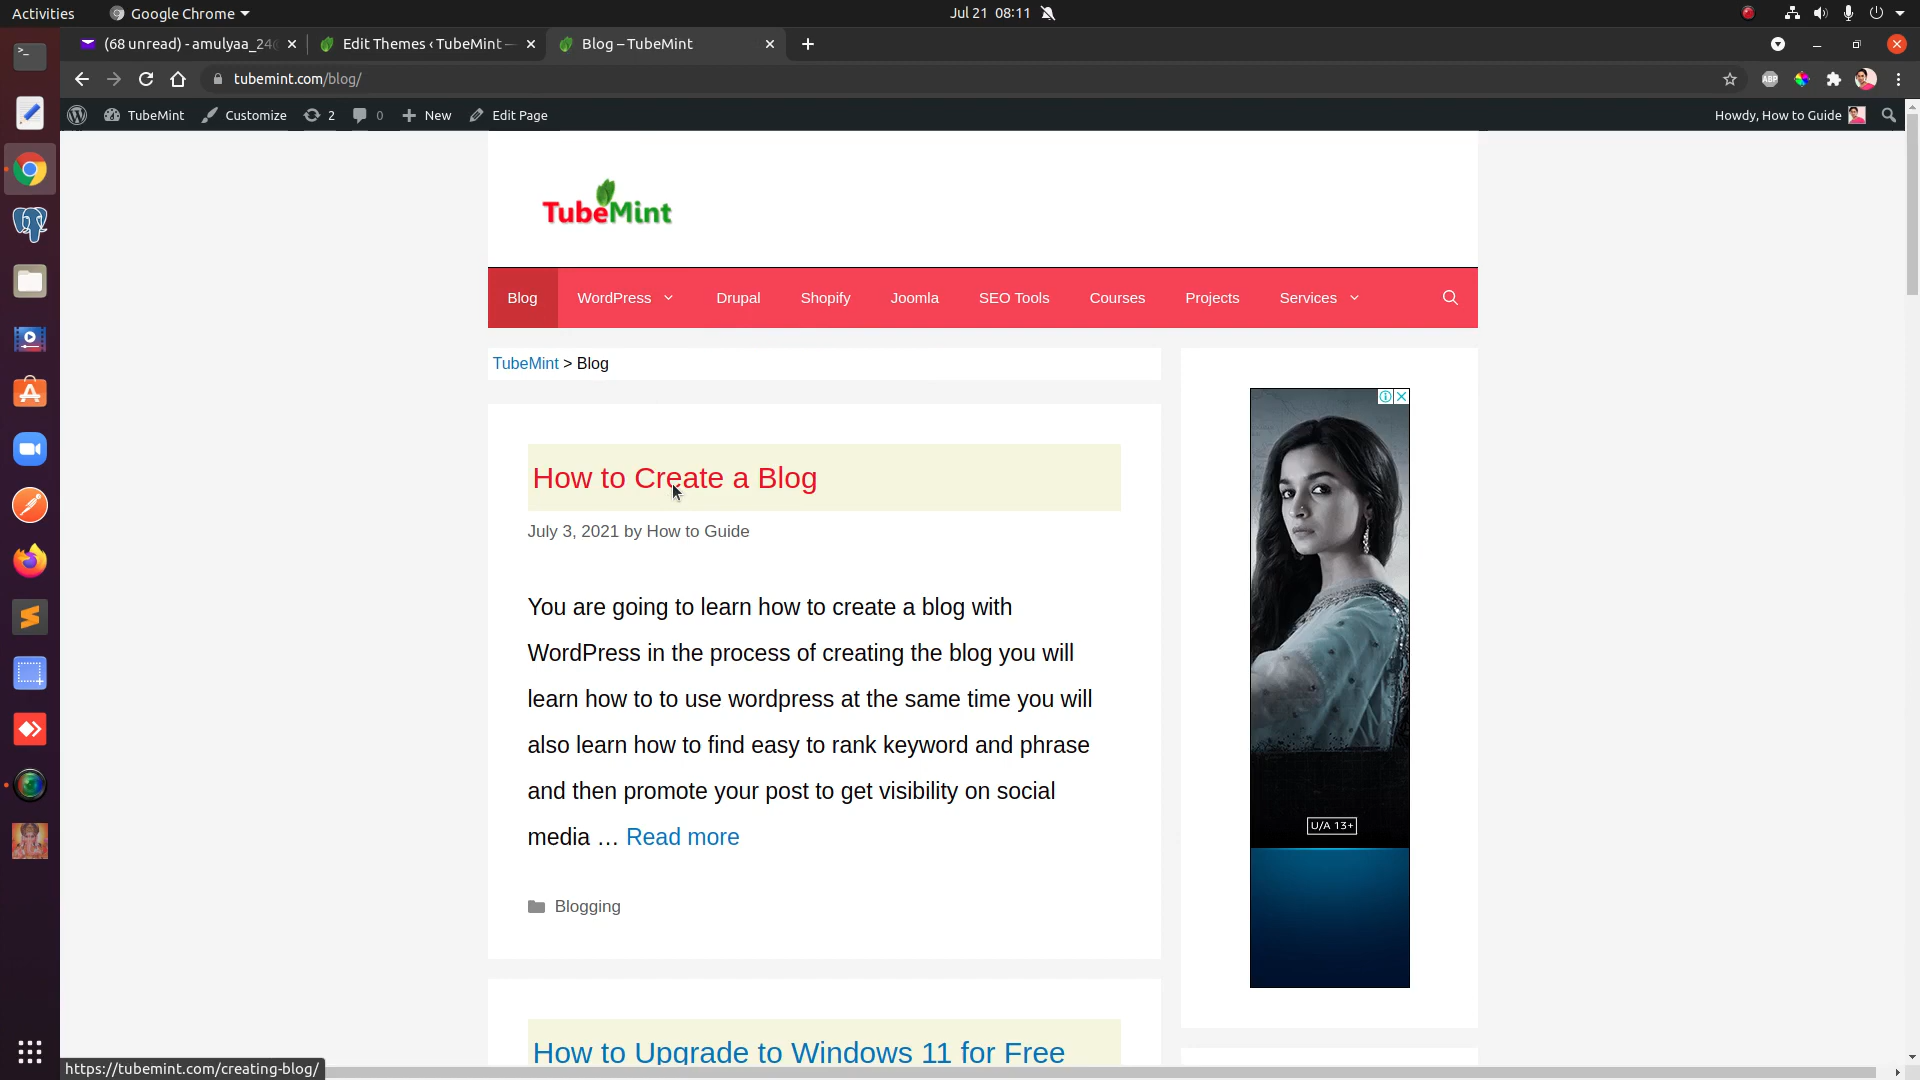 Activities
Google Chrome
Jul 21 08:11
(68 unread) - amulyaa_24
Edit Themes ‹ TubeMint —
Blog – TubeMint
tubemint.com/blog/
ABP
TubeMint
Customize
2
0
New
Edit Page
Howdy, How to Guide
TubeMint
Blog
WordPress
Drupal
Shopify
Joomla
SEO Tools
Courses
Projects
Services
TubeMint > Blog
How to Create a Blog
July 3, 2021 by How to Guide
You are going to learn how to create a blog with
WordPress in the process of creating the blog you will
learn how to to use wordpress at the same time you will
also learn how to find easy to rank keyword and phrase
and then promote your post to get visibility on social
media … Read more
Blogging
U/A 13+
How to Upgrade to Windows 11 for Free
https://tubemint.com/creating-blog/